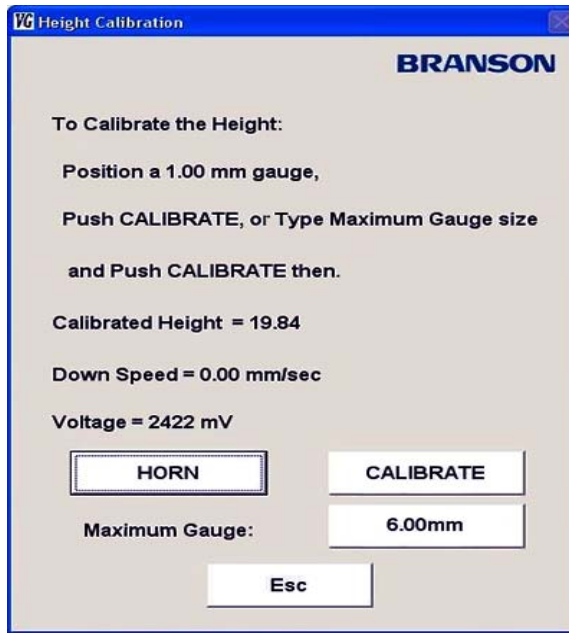 VG Height Calibration
BRANSON
To Calibrate the Height:
Position a 1.00 mm gauge,
Push CALIBRATE, or Type Maximum Gauge size
and Push CALIBRATE then.
Calibrated Height = 19.84
Down Speed = 0.00 mm/sec
Voltage = 2422 mV
HORN CALIBRATE
Maximum Gauge: 6.00mm
Esc